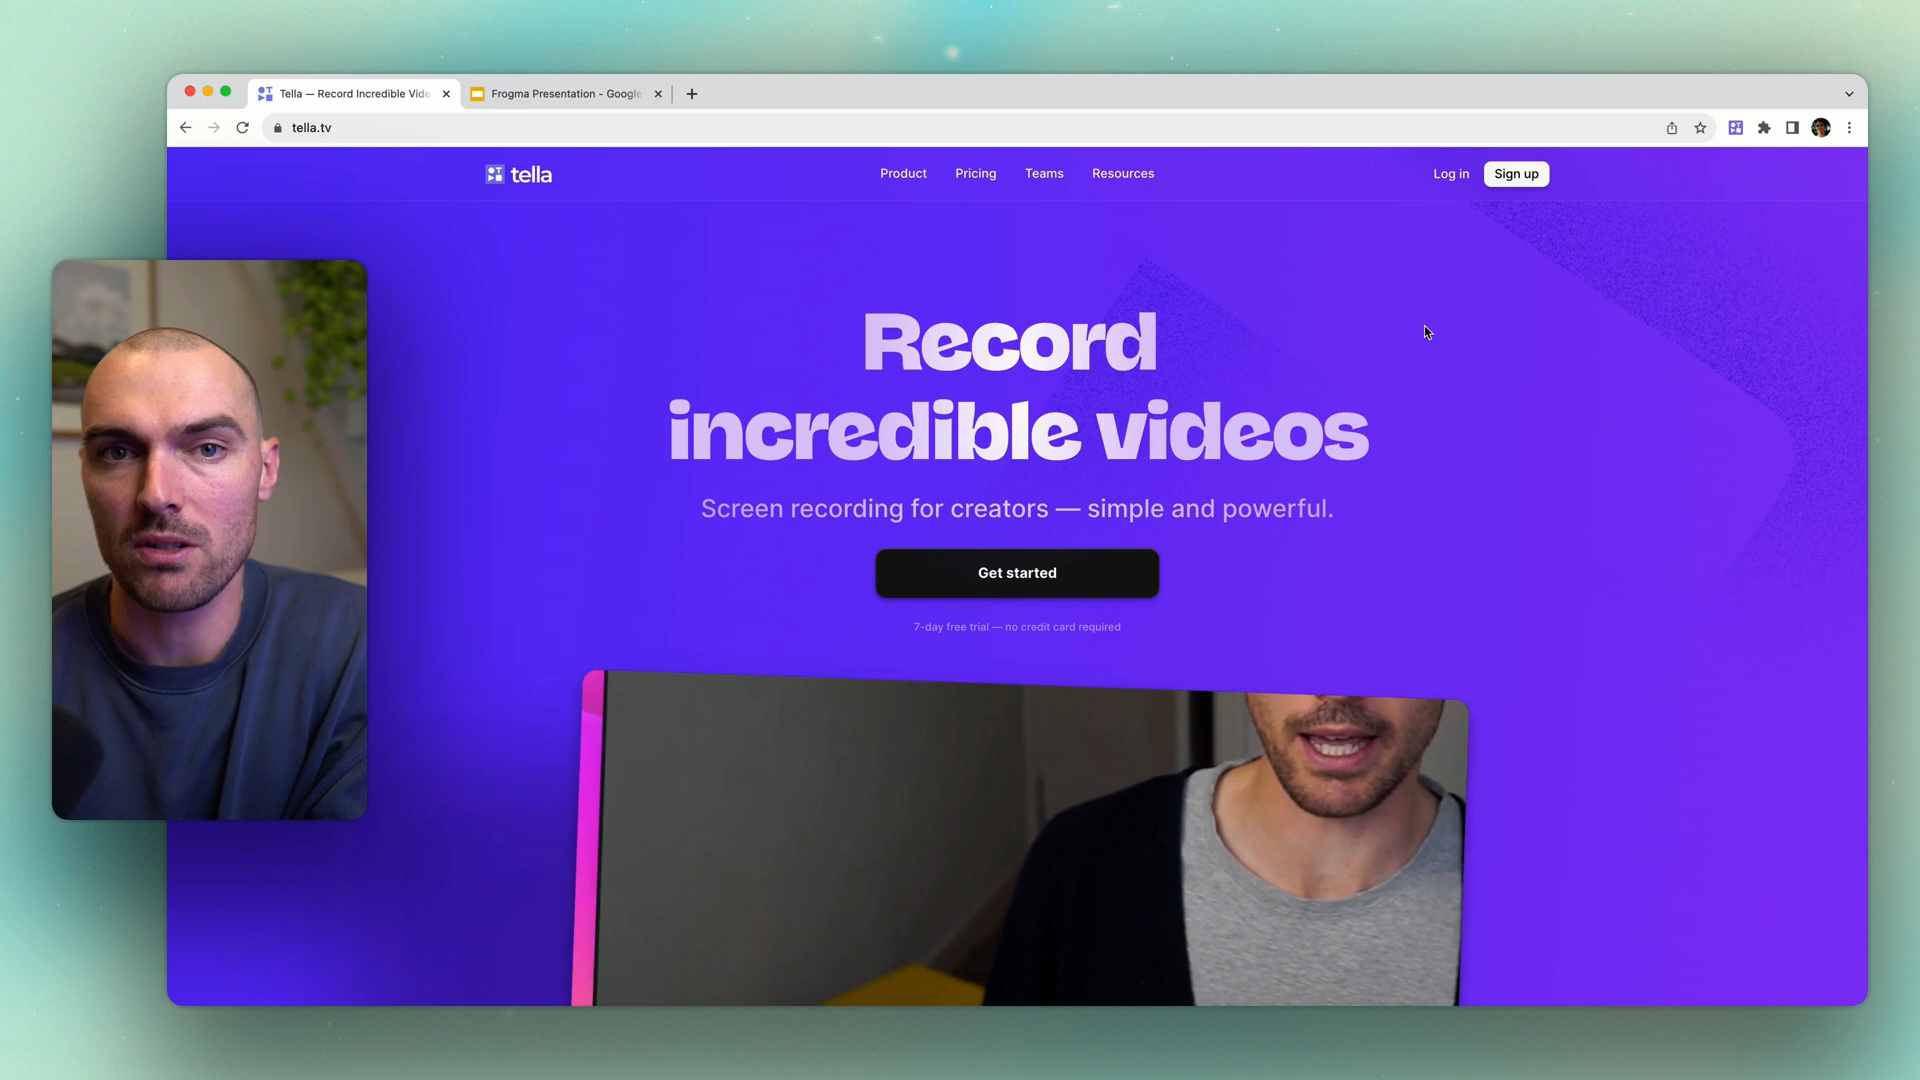 Tella — Record Incredible Vide
Frogma Presentation - Google
tella.tv
tella
Product
Pricing
Teams
Resources
Log in
Sign up
Record
incredible videos
Screen recording for creators — simple and powerful.
Get started
7-day free trial — no credit card required